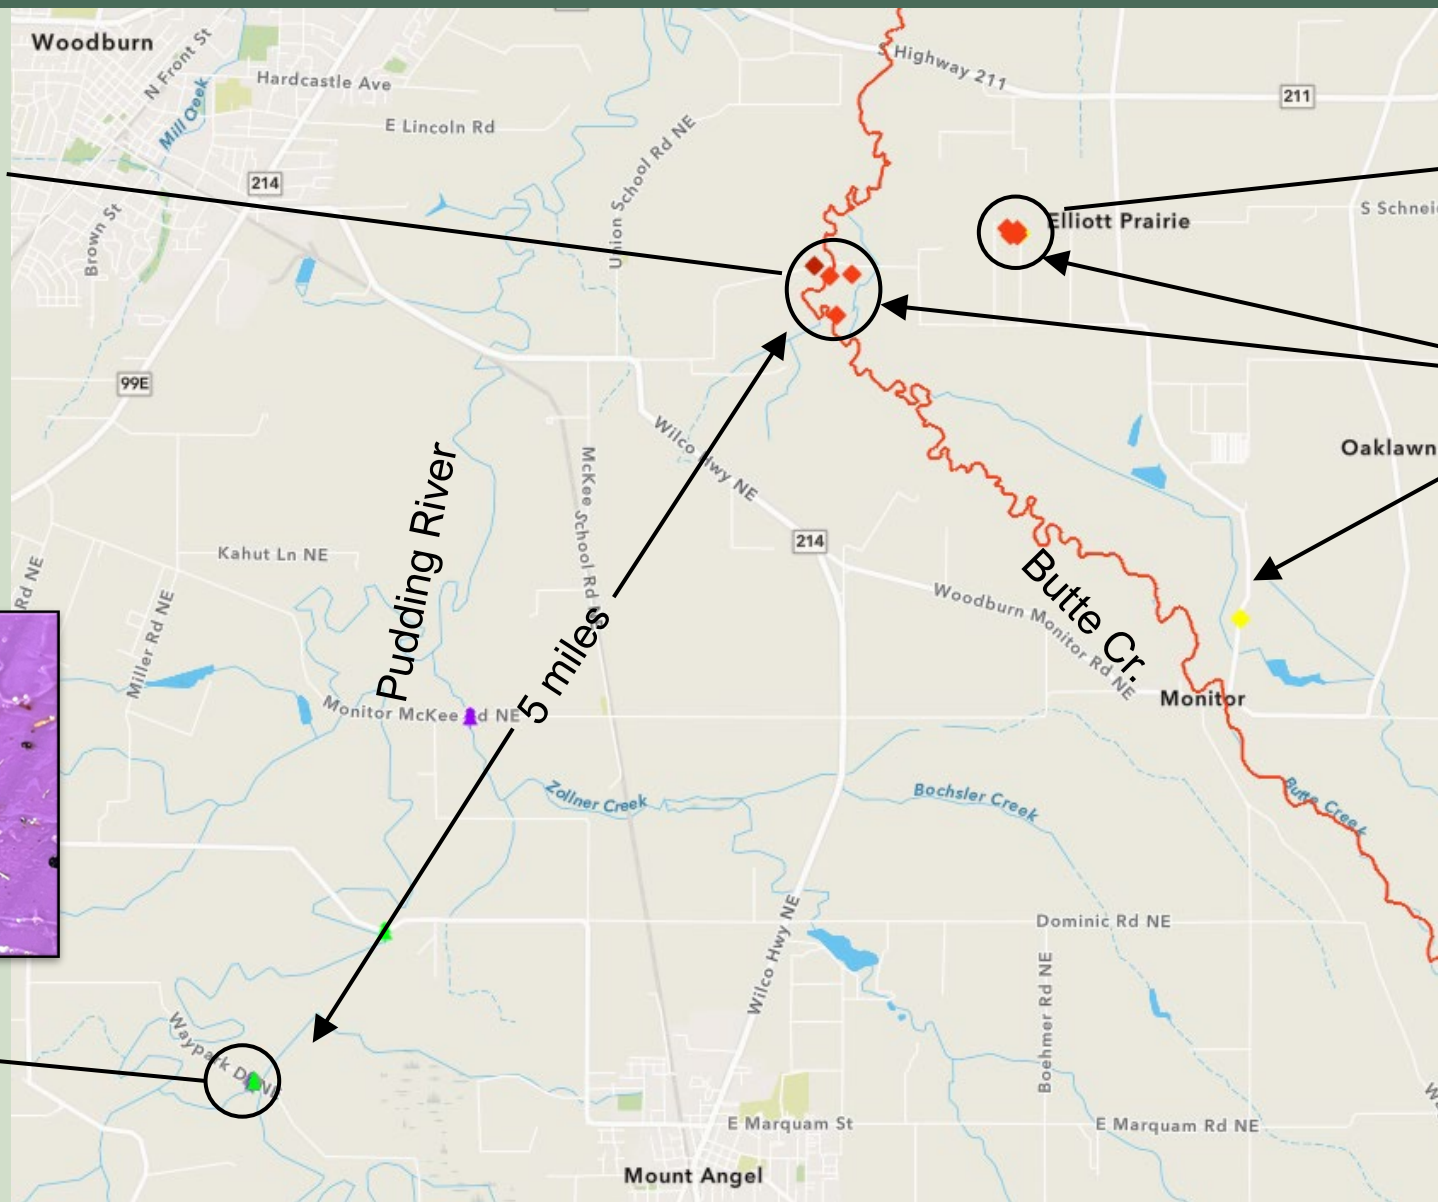 Woodburn
N Front St
Mill Creek
Hardcastle Ave
E Lincoln Rd
S Highway 211
211
214
Union School Rd NE
Brown St
Elliott Prairie
S Schnei
99E
Wilco Hwy NE
McKee School Rd
Oaklawn
Pudding River
Kahut Ln NE
214
Rd NE
Miller Rd NE
Woodburn Monitor Rd NE
Butte Cr.
5 miles
Monitor
Monitor McKee Rd NE
Zollner Creek
Bochsler Creek
Butte Creek
Dominic Rd NE
Wilco Hwy NE
Boehmer Rd NE
Waypark Dr NE
E Marquam St
E Marquam Rd NE
Mount Angel